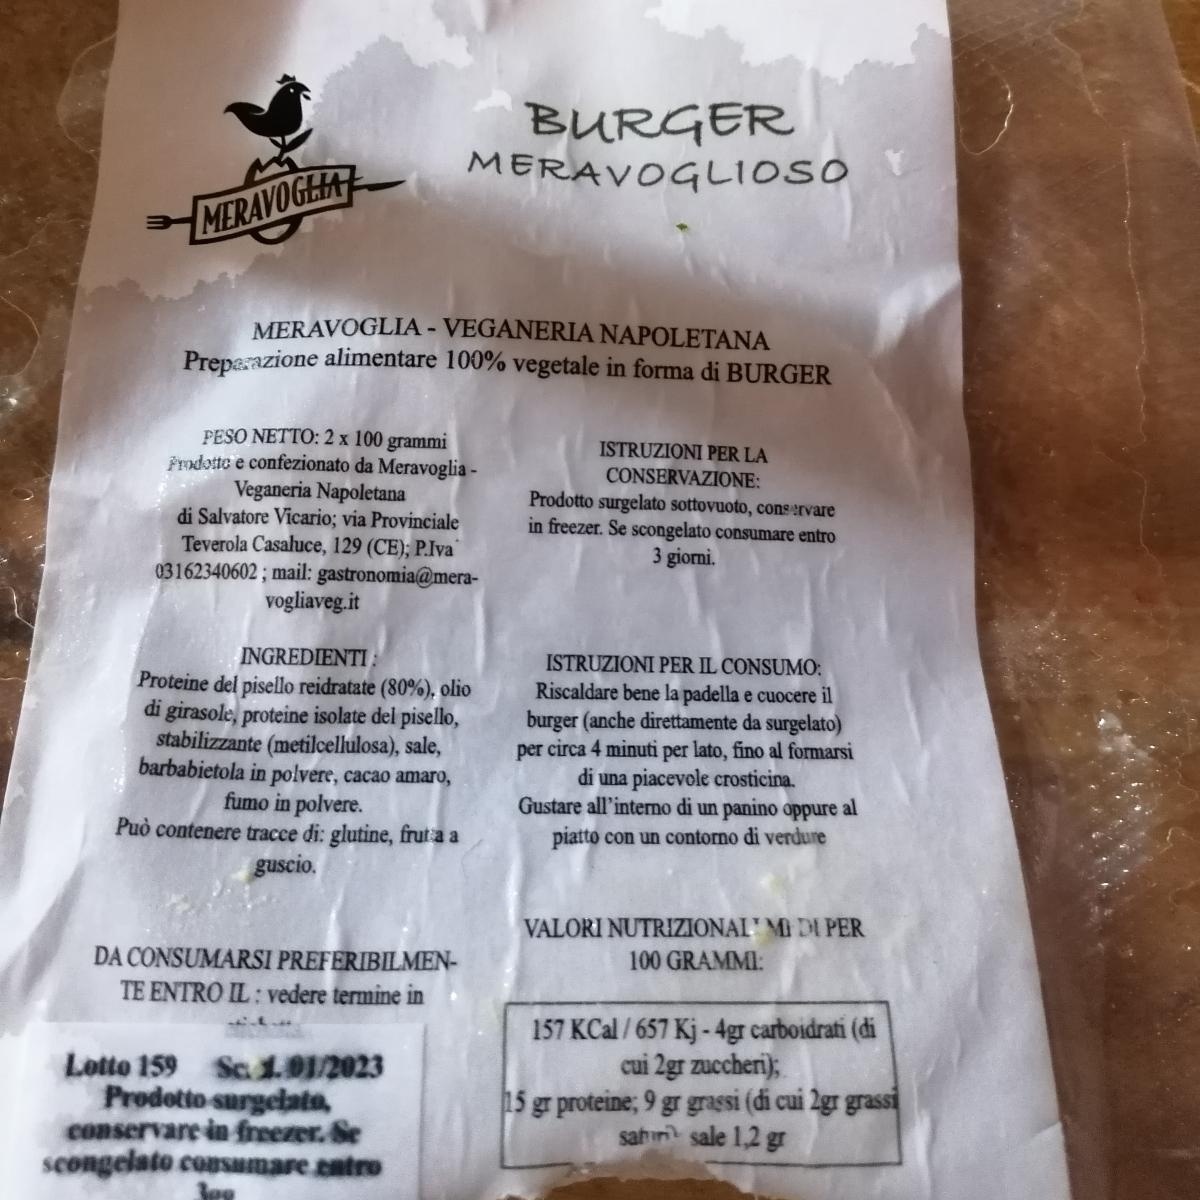 MERAVOGLIA
BURGER
MERAVOGLIOSO
MERAVOGLIA - VEGANERIA NAPOLETANA
Preparazione alimentare 100% vegetale in forma di BURGER
PESO NETTO: 2 x 100 grammi
Prodotto e confezionato da Meravoglia -
Veganeria Napoletana
di Salvatore Vicario; via Provinciale
Teverola Casaluce, 129 (CE); P.Iva
03162340602 ; mail: gastronomia@mera-
vogliaveg.it
ISTRUZIONI PER LA
CONSERVAZIONE:
Prodotto surgelato sottovuoto, conservare
in freezer. Se scongelato consumare entro
3 giorni.
INGREDIENTI :
Proteine del pisello reidratate (80%), olio
di girasole, proteine isolate del pisello,
stabilizzante (metilcellulosa), sale,
barbabietola in polvere, cacao amaro,
fumo in polvere.
Può contenere tracce di: glutine, frutta a
guscio.
ISTRUZIONI PER IL CONSUMO:
Riscaldare bene la padella e cuocere il
burger (anche direttamente da surgelato)
per circa 4 minuti per lato, fino al formarsi
di una piacevole crosticina.
Gustare all'interno di un panino oppure al
piatto con un contorno di verdure
DA CONSUMARSI PREFERIBILMEN-
TE ENTRO IL : vedere termine in
Lotto 159 01/2023
Prodotto surgelato,
conservare in freezer. Se
scongelato consumare entro
VALORI NUTRIZIONALI MEDI PER
100 GRAMMI:
157 KCal / 657 Kj - 4gr carboidrati (di
cui 2gr zuccheri);
15 gr proteine; 9 gr grassi (di cui 2gr grassi
saturi) sale 1,2 gr